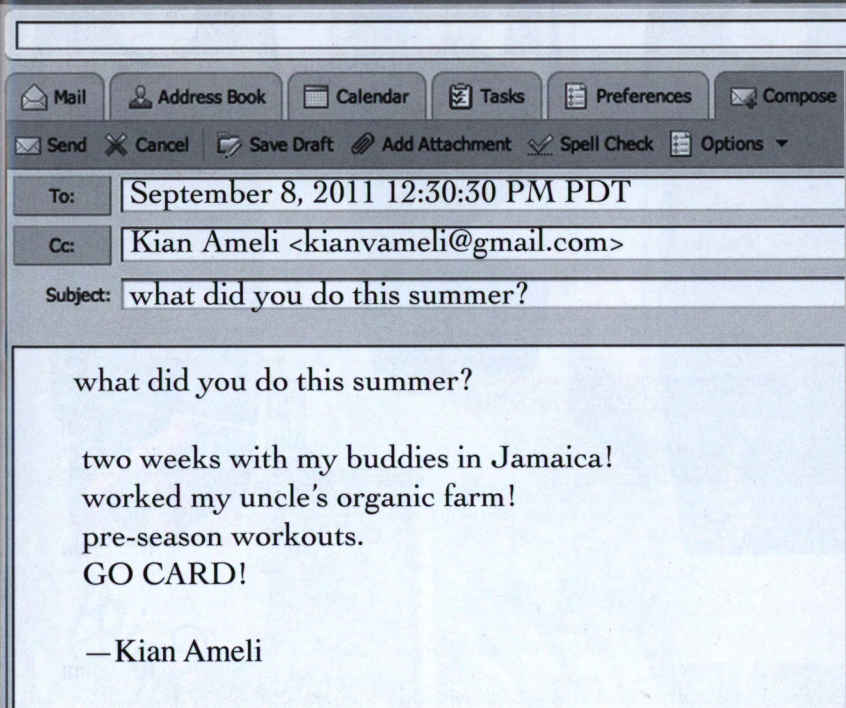 Mail Address Book Calendar Tasks Preferences Compose
Send Cancel Save Draft Add Attachment Spell Check Options
To: September 8, 2011 12:30:30 PM PDT
Cc: Kian Ameli <kianvameli@gmail.com>
Subject: what did you do this summer?
what did you do this summer?
two weeks with my buddies in Jamaica!
worked my uncle's organic farm!
pre-season workouts.
GO CARD!
—Kian Ameli